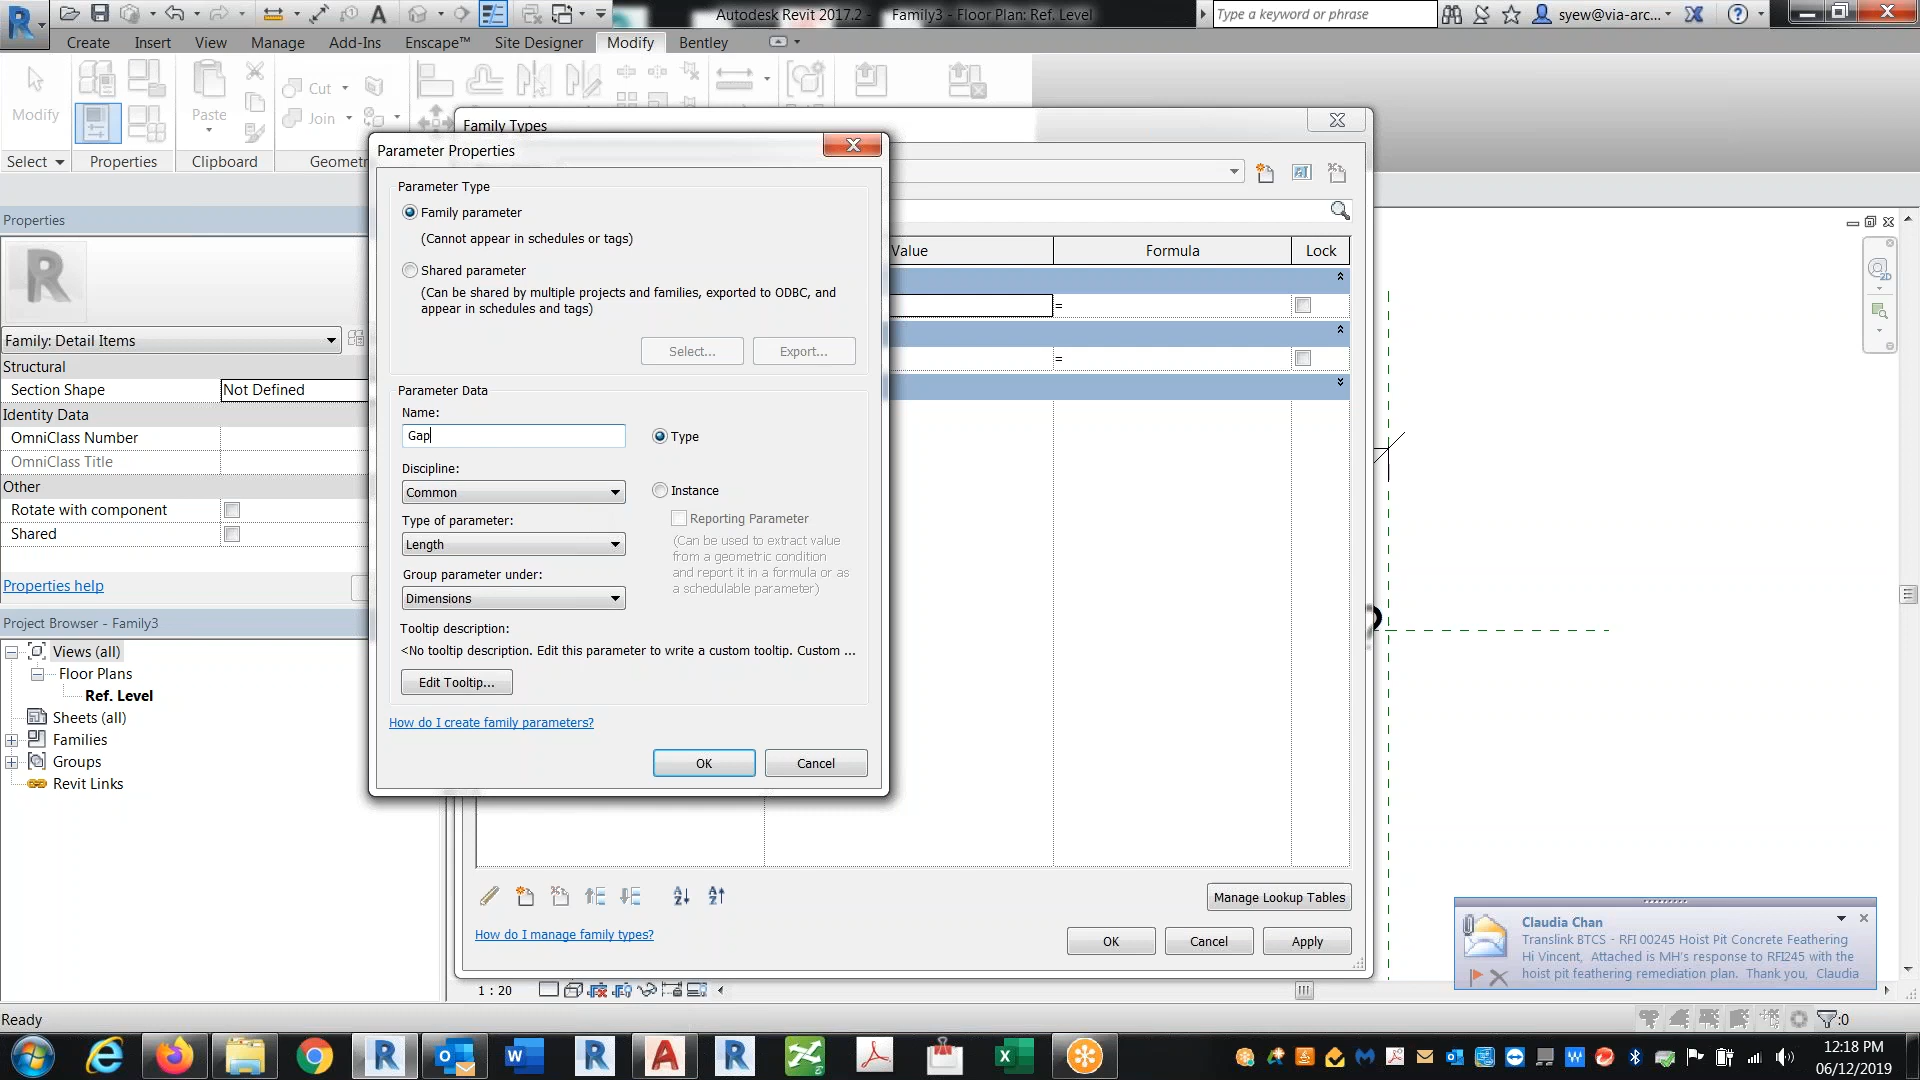 Autodesk Revit 2017.2 -    Family3 - Floor Plan: Ref. Level
Type a keyword or phrase
syew@via-arc...
Create
Insert
View
Manage
Add-Ins
Enscape™
Site Designer
Modify
Bentley
Modify
Paste
Cut
Join
Select
Properties
Clipboard
Geometr
Family Types
Parameter Properties
Parameter Type
Family parameter
(Cannot appear in schedules or tags)
Shared parameter
(Can be shared by multiple projects and families, exported to ODBC, and
appear in schedules and tags)
Select...
Export...
Parameter Data
Name:
Gap
Type
Discipline:
Common
Instance
Reporting Parameter
Type of parameter:
Length
(Can be used to extract value
from a geometric condition
and report it in a formula or as
a schedulable parameter)
Group parameter under:
Dimensions
Tooltip description:
<No tooltip description. Edit this parameter to write a custom tooltip. Custom ...
Edit Tooltip...
How do I create family parameters?
OK
Cancel
Value
Formula
Lock
=
=
Manage Lookup Tables
How do I manage family types?
OK
Cancel
Apply
Properties
Family: Detail Items
Structural
Section Shape
Not Defined
Identity Data
OmniClass Number
OmniClass Title
Other
Rotate with component
Shared
Properties help
Project Browser - Family3
Views (all)
Floor Plans
Ref. Level
Sheets (all)
Families
Groups
Revit Links
Claudia Chan
Translink BTCS - RFI 00245 Hoist Pit Concrete Feathering
Hi Vincent,  Attached is MH's response to RFI245 with the
hoist pit feathering remediation plan.  Thank you,  Claudia
1 : 20
Ready
:0
12:18 PM
06/12/2019